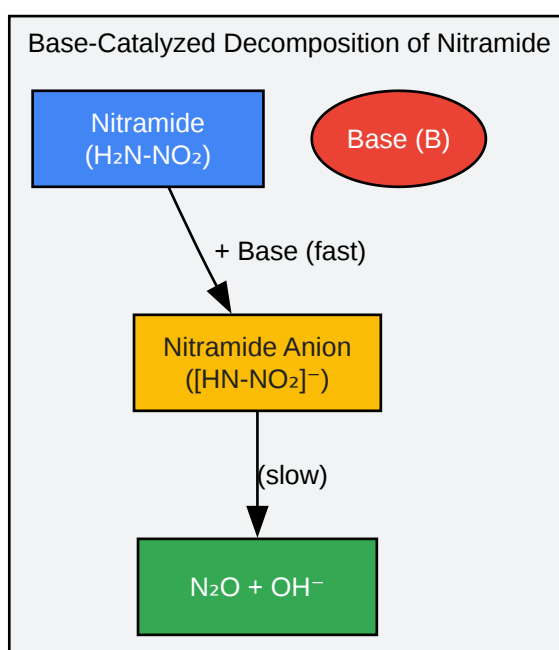 Base-Catalyzed Decomposition of Nitramide
Nitramide
(H₂N-NO₂)
Base (B)
+ Base (fast)
Nitramide Anion
([HN-NO₂]⁻)
(slow)
N₂O + OH⁻